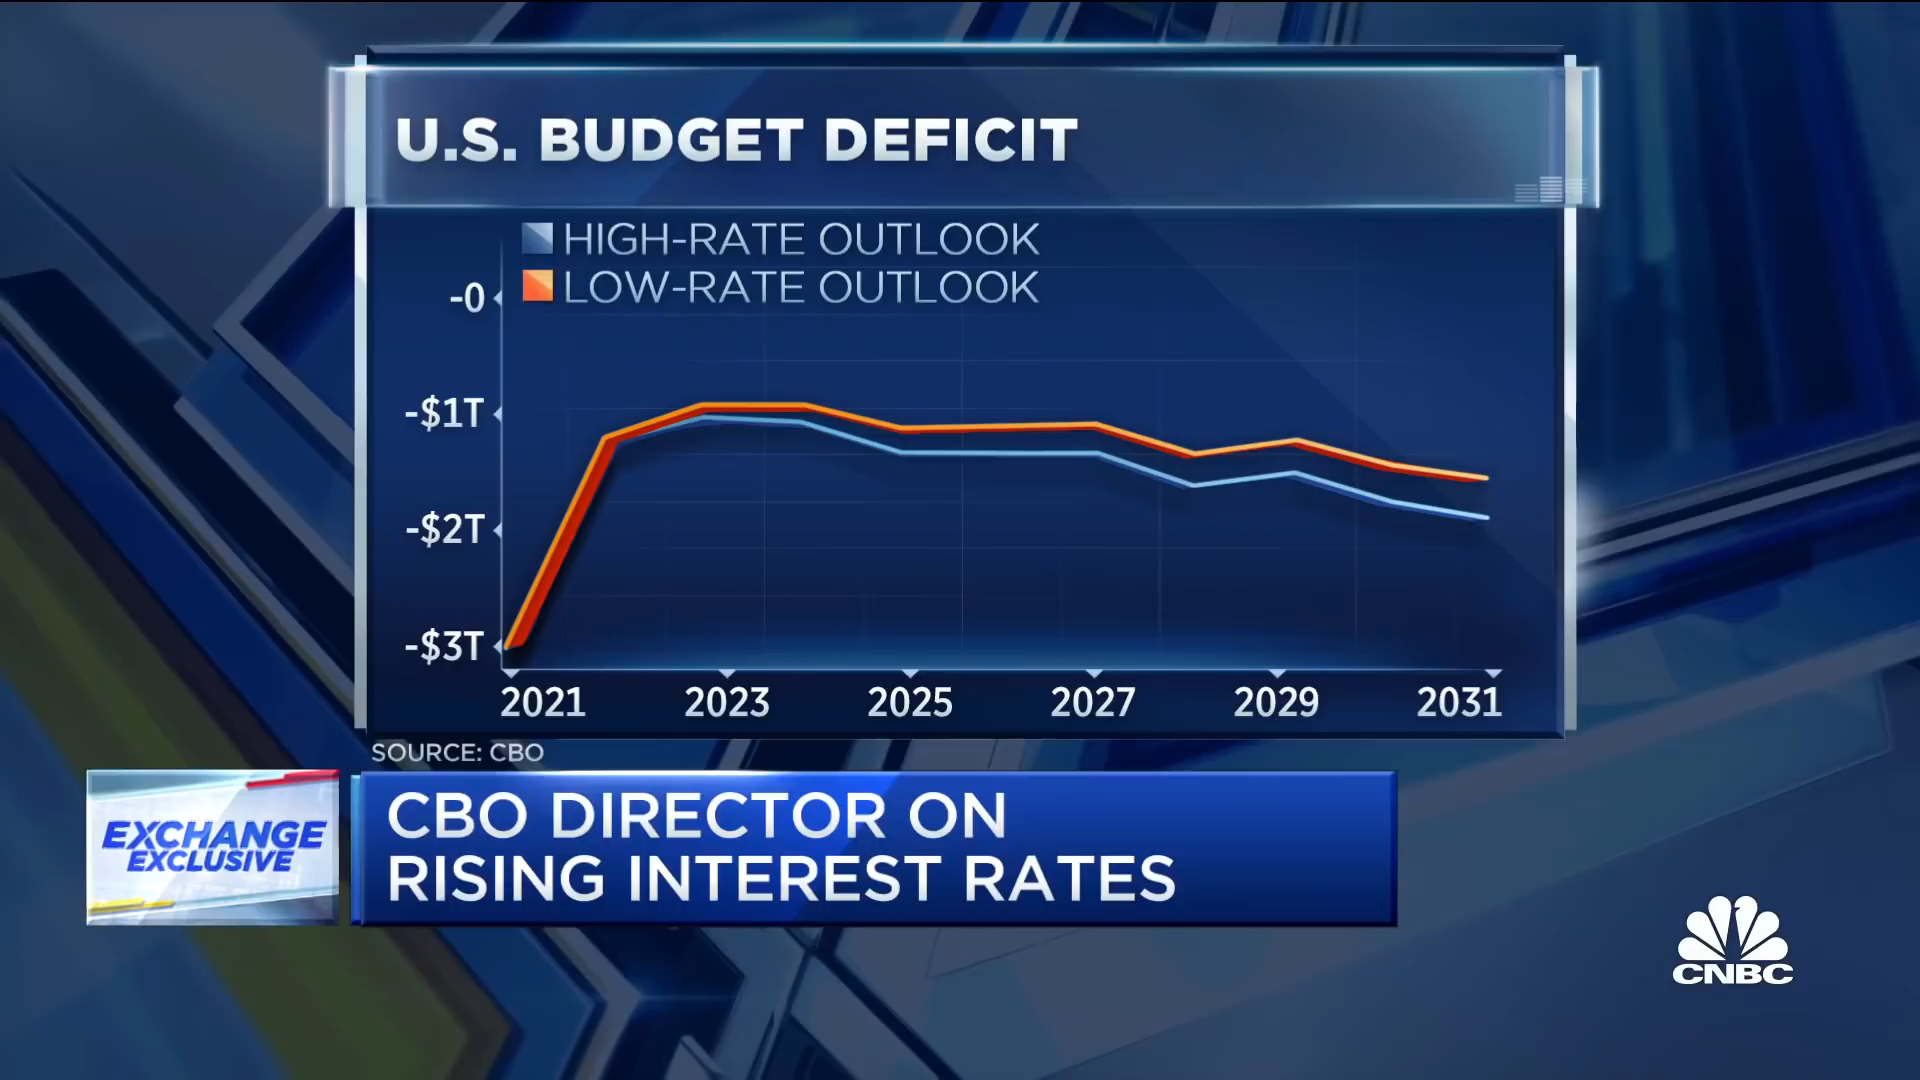 U.S. BUDGET DEFICIT
HIGH-RATE OUTLOOK
LOW-RATE OUTLOOK
-0
-$1T
-$2T
-$3T
2021 2023 2025 2027 2029 2031
SOURCE: CBO
EXCHANGE
EXCLUSIVE
CBO DIRECTOR ON
RISING INTEREST RATES
CNBC